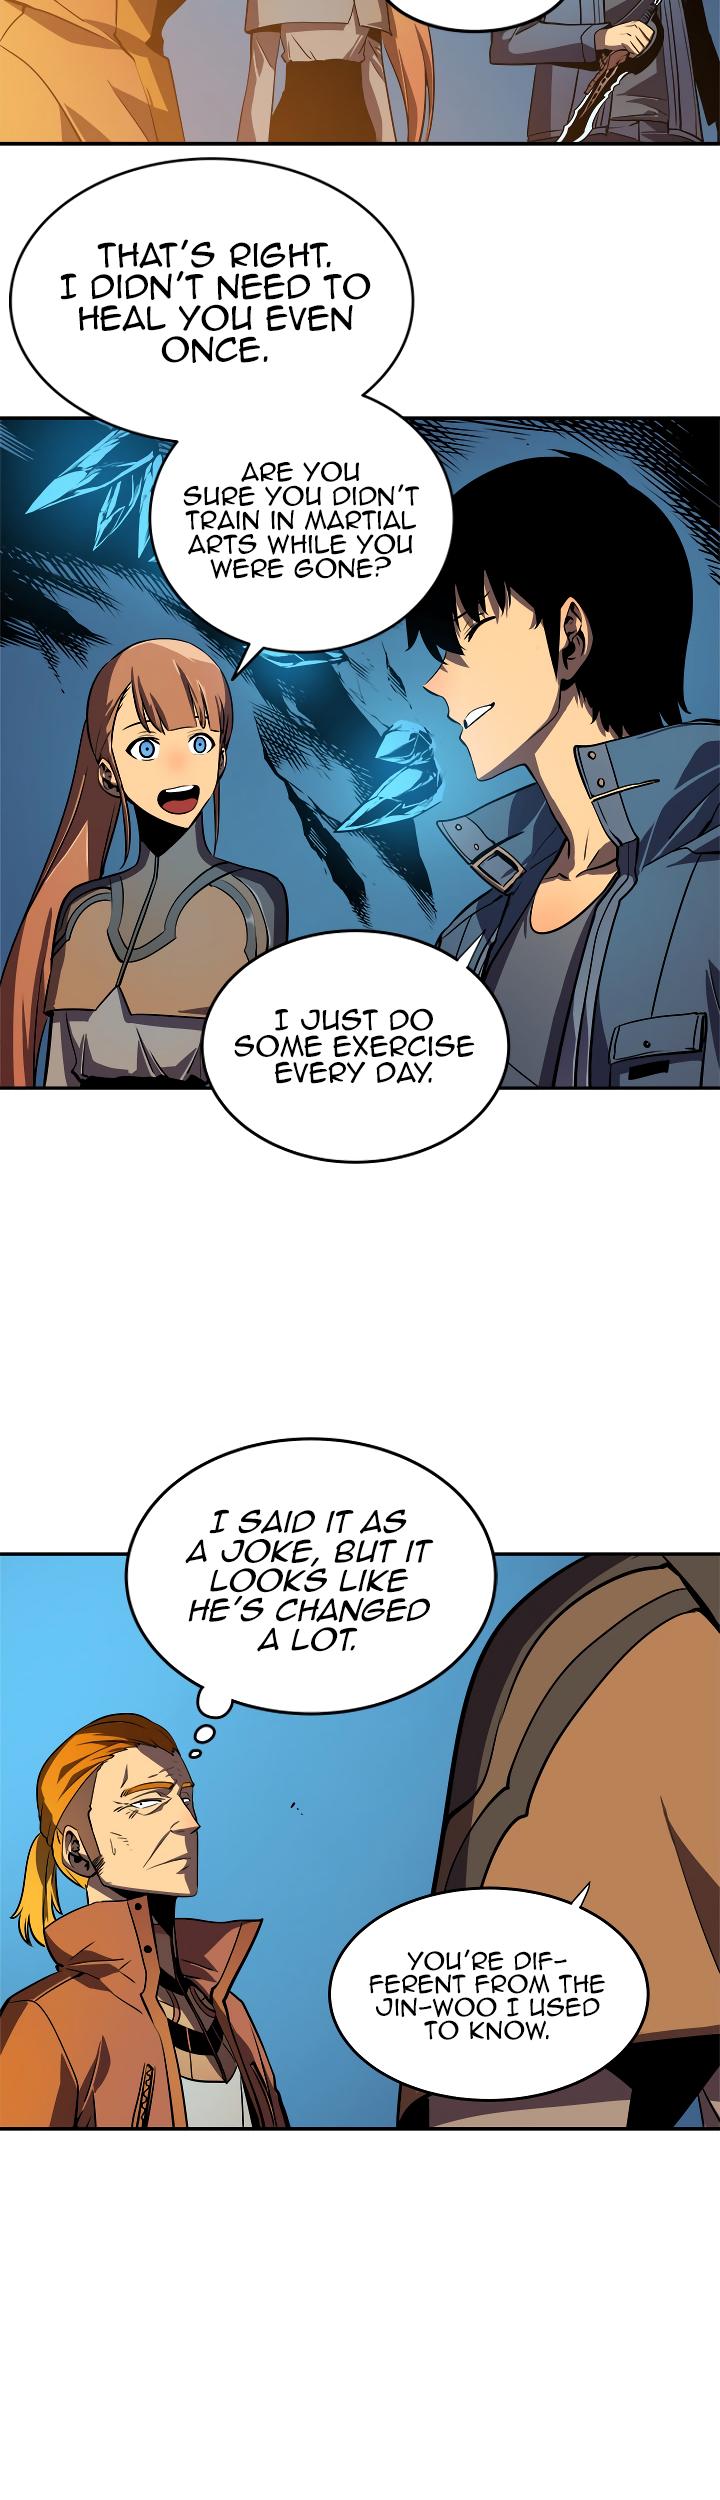 THAT'S RIGHT.
I DIDN'T NEED TO
HEAL YOU EVEN
ONCE.
ARE YOU
SURE YOU DIDN'T
TRAIN IN MARTIAL
ARTS WHILE YOU
WERE GONE?
I JUST DO
SOME EXERCISE
EVERY DAY.
I SAID IT AS
A JOKE, BUT IT
LOOKS LIKE
HE'S CHANGED
A LOT.
YOU'RE DIF-
FERENT FROM THE
JIN-WOO I USED
TO KNOW.